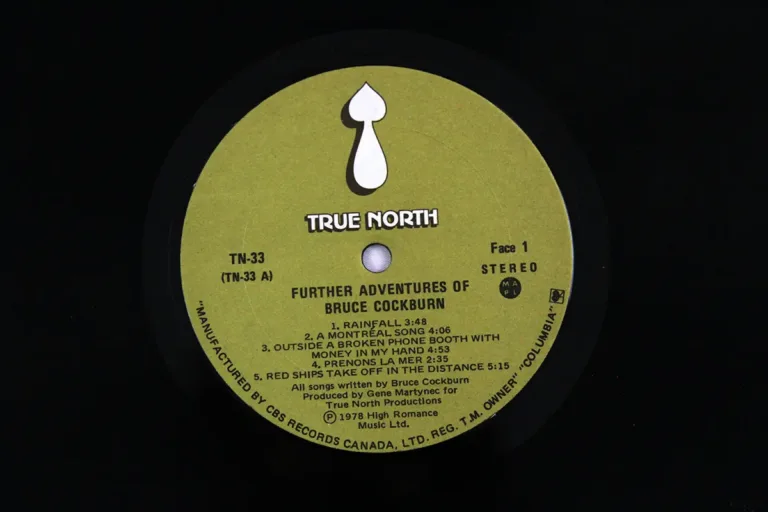 TRUE NORTH
TN-33
(TN-33 A)
Face 1
STEREO
MAPL
FURTHER ADVENTURES OF
BRUCE COCKBURN
1. RAINFALL 3:48
2. A MONTRÉAL SONG 4:06
3. OUTSIDE A BROKEN PHONE BOOTH WITH
MONEY IN MY HAND 4:53
4. PRENONS LA MER 2:35
5. RED SHIPS TAKE OFF IN THE DISTANCE 5:15
All songs written by Bruce Cockburn
Produced by Gene Martynec for
True North Productions
Ⓟ 1978 High Romance
Music Ltd.
"MANUFACTURED BY CBS RECORDS CANAĎA, LTD. REG. T.M. OWNER" "COLUMBIA"